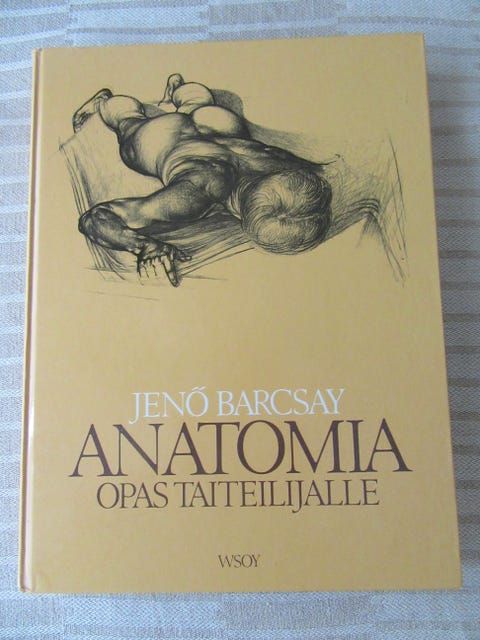 JENŐ BARCSAY
ANATOMIA
OPAS TAITEILIJALLE
WSOY